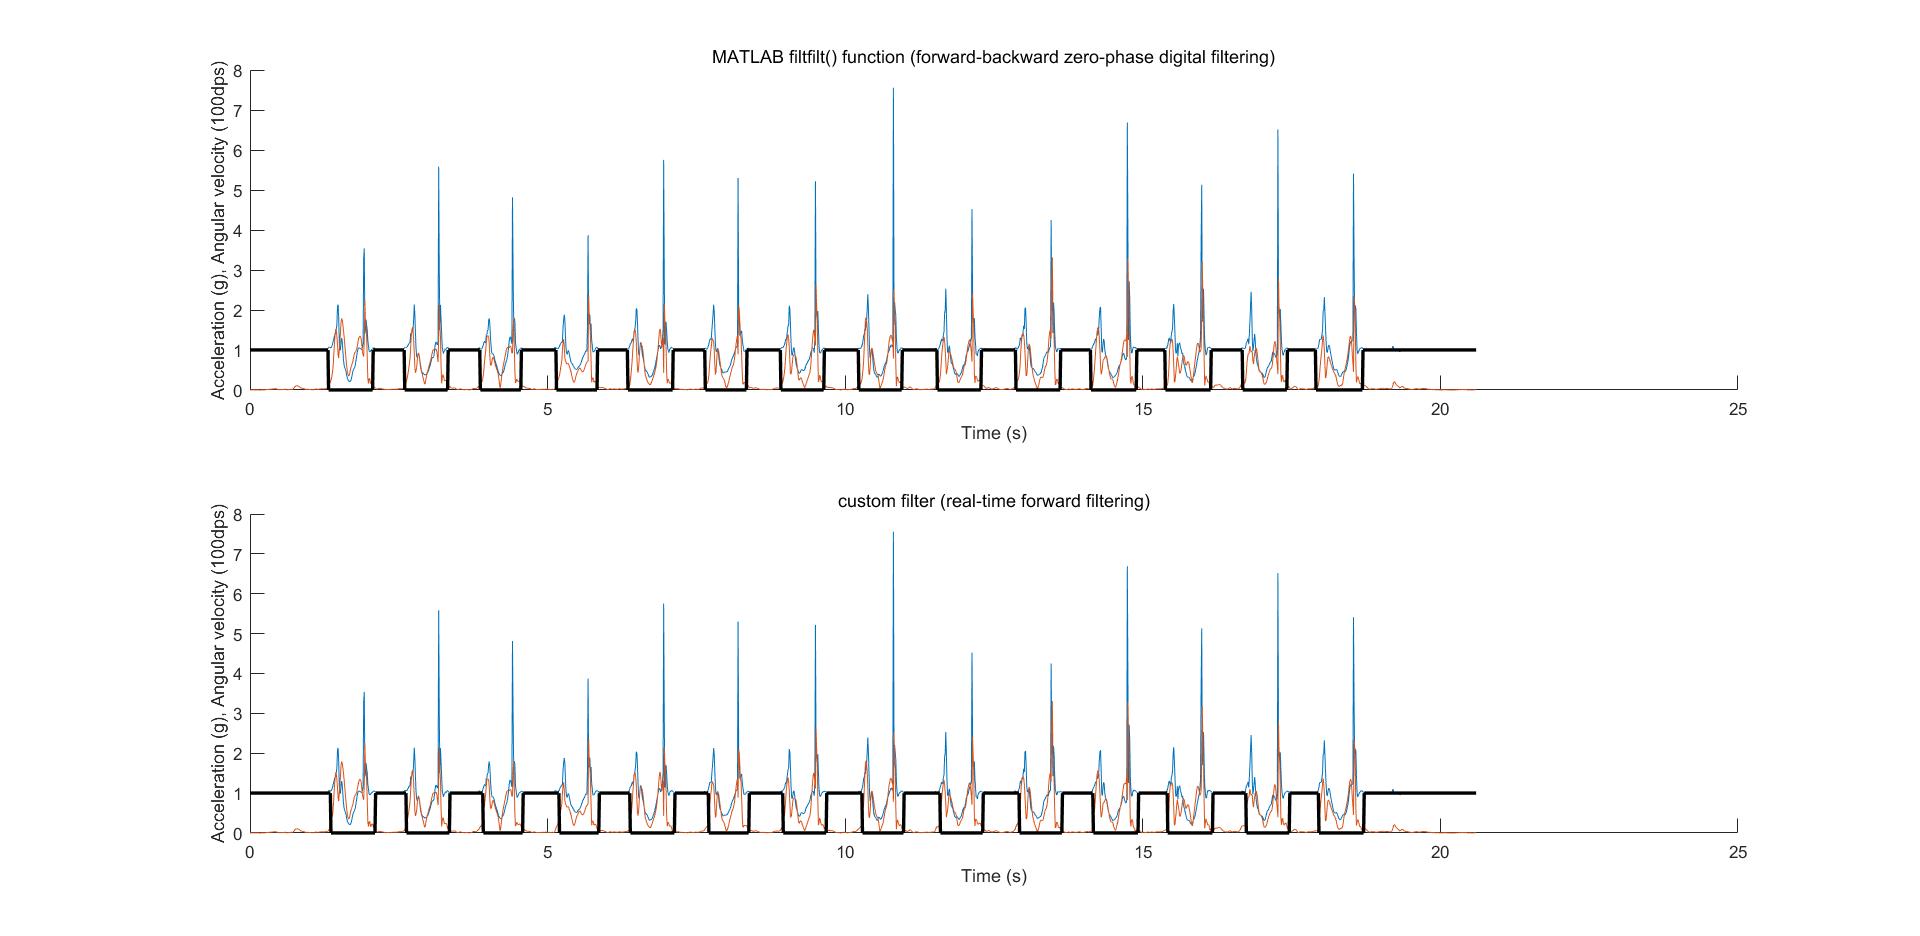 MATLAB filtfilt() function (forward-backward zero-phase digital filtering)
Acceleration (g), Angular velocity (100dps)
8
7
6
5
4
3
2
1
0
0 5 10 15 20 25
Time (s)
custom filter (real-time forward filtering)
Acceleration (g), Angular velocity (100dps)
8
7
6
5
4
3
2
1
0
0 5 10 15 20 25
Time (s)